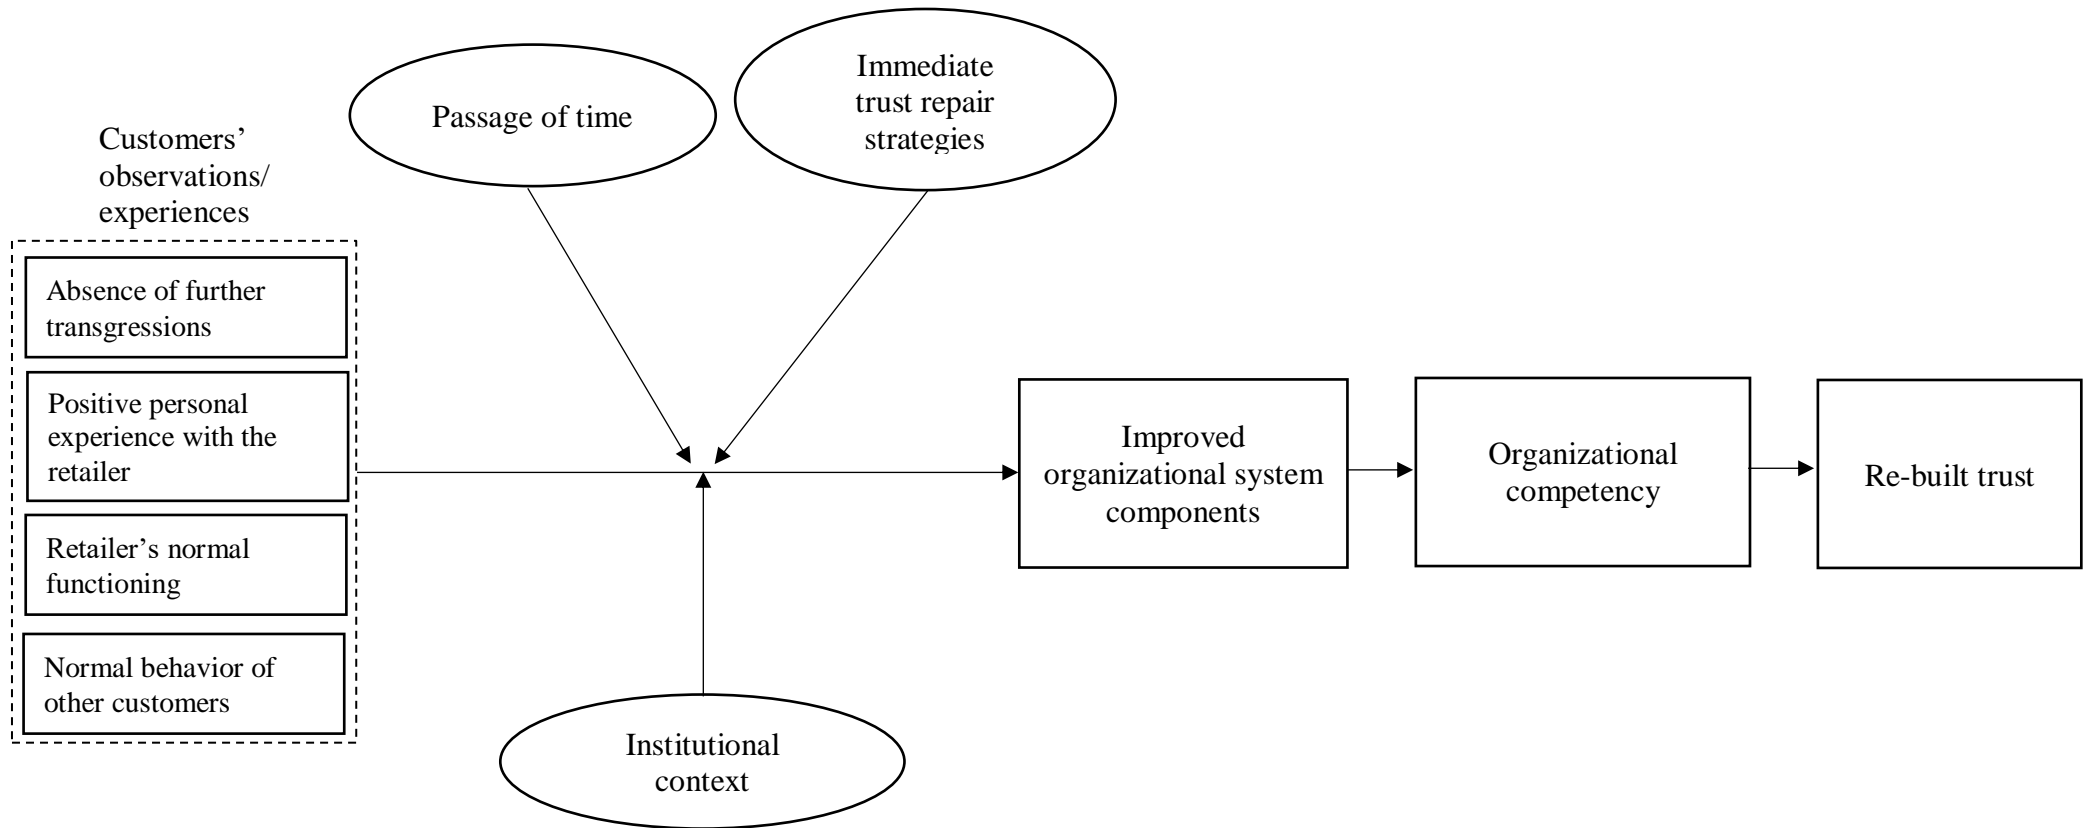 Passage of time
Immediate
trust repair
strategies
Customers’
observations/
experiences
Absence of further
transgressions
Positive personal
experience with the
retailer
Retailer’s normal
functioning
Normal behavior of
other customers
Improved
organizational system
components
Organizational
competency
Re-built trust
Institutional
context